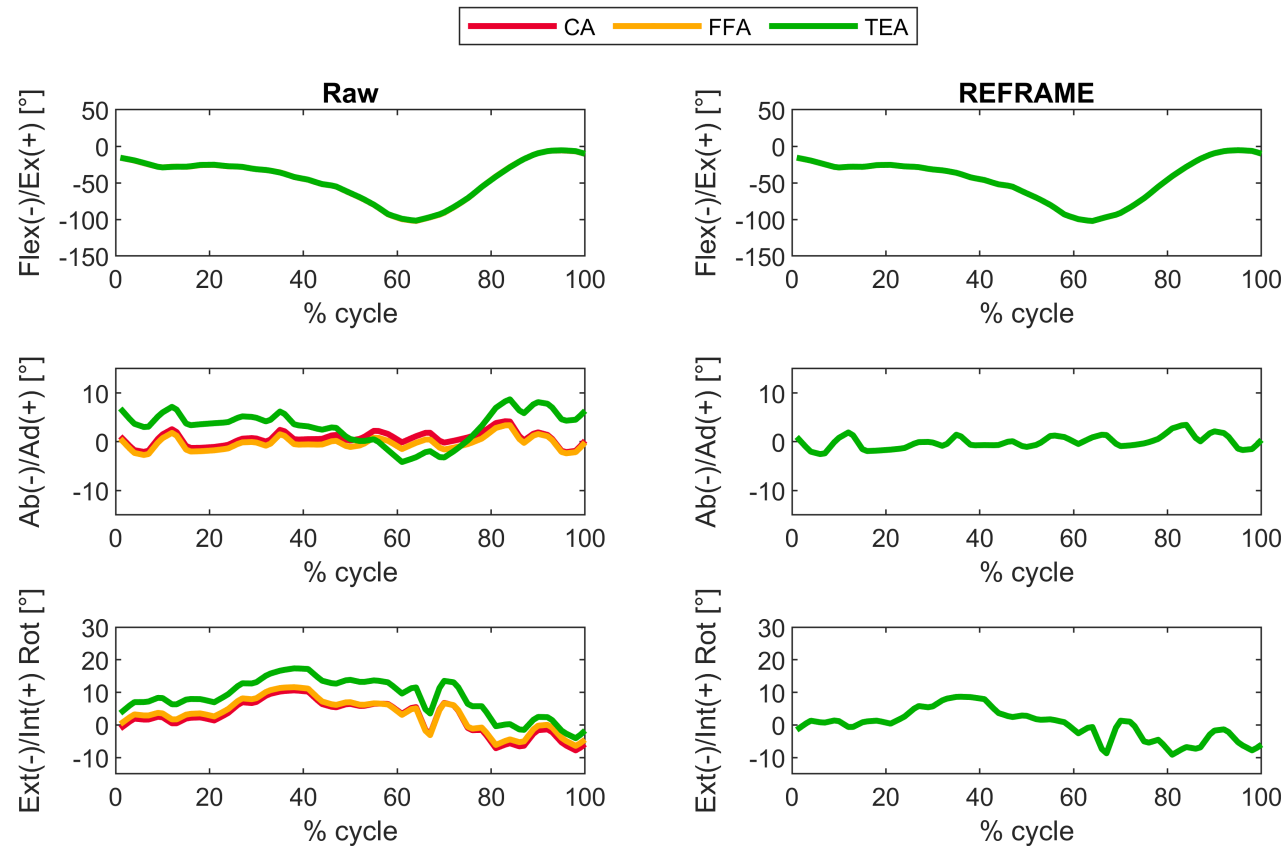 CA FFA TEA
Raw
Flex(-)/Ex(+) [°]
50
0
-50
-100
-150
0 20 40 60 80 100
% cycle
REFRAME
Flex(-)/Ex(+) [°]
50
0
-50
-100
-150
0 20 40 60 80 100
% cycle
Ab(-)/Ad(+) [°]
10
0
-10
0 20 40 60 80 100
% cycle
Ab(-)/Ad(+) [°]
10
0
-10
0 20 40 60 80 100
% cycle
Ext(-)/Int(+) Rot [°]
30
20
10
0
-10
0 20 40 60 80 100
% cycle
Ext(-)/Int(+) Rot [°]
30
20
10
0
-10
0 20 40 60 80 100
% cycle